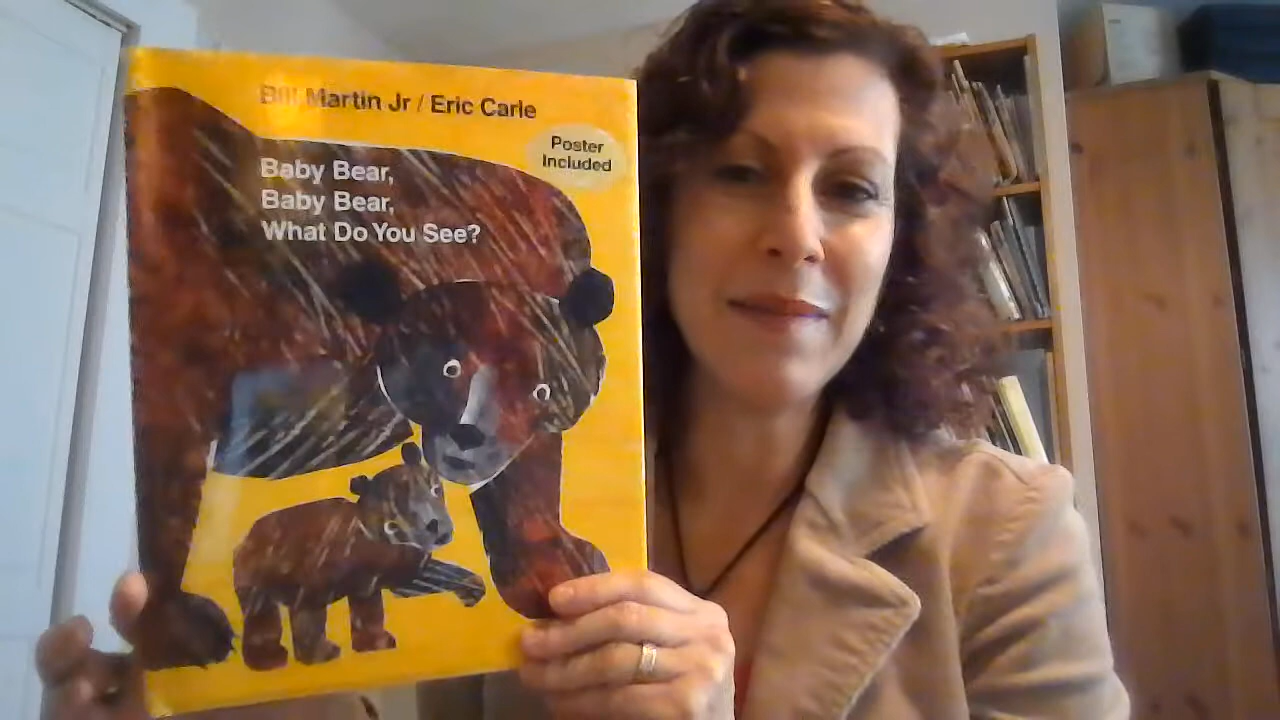 Bill Martin Jr / Eric Carle
Poster
Included
Baby Bear,
Baby Bear,
What Do You See?